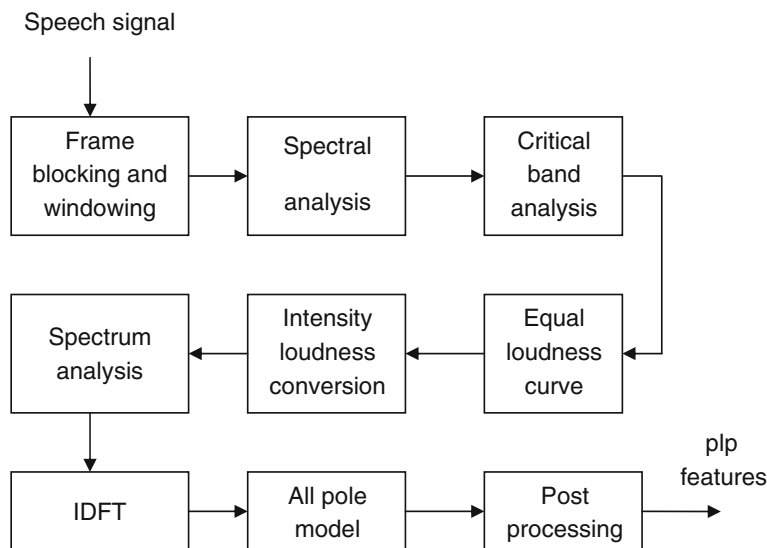 Speech signal
Frame
blocking and
windowing
Spectral
analysis
Critical
band
analysis
Spectrum
analysis
Intensity
loudness
conversion
Equal
loudness
curve
plp
features
IDFT
All pole
model
Post
processing